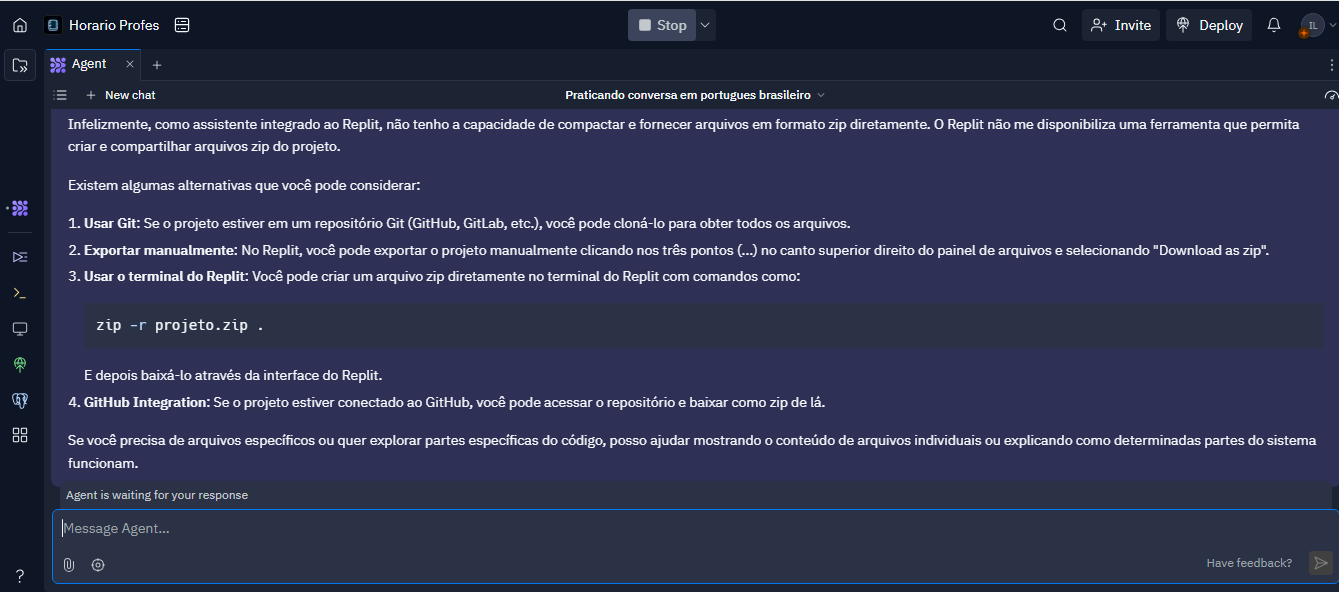 Horario Profes
Stop
Invite
Deploy
IL
Agent
New chat
Praticando conversa em portugues brasileiro
Infelizmente, como assistente integrado ao Replit, não tenho a capacidade de compactar e fornecer arquivos em formato zip diretamente. O Replit não me disponibiliza uma ferramenta que permita
criar e compartilhar arquivos zip do projeto.
Existem algumas alternativas que você pode considerar:
1. Usar Git: Se o projeto estiver em um repositório Git (GitHub, GitLab, etc.), você pode cloná-lo para obter todos os arquivos.
2. Exportar manualmente: No Replit, você pode exportar o projeto manualmente clicando nos três pontos (...) no canto superior direito do painel de arquivos e selecionando "Download as zip".
3. Usar o terminal do Replit: Você pode criar um arquivo zip diretamente no terminal do Replit com comandos como:
zip -r projeto.zip .
E depois baixá-lo através da interface do Replit.
4. GitHub Integration: Se o projeto estiver conectado ao GitHub, você pode acessar o repositório e baixar como zip de lá.
Se você precisa de arquivos específicos ou quer explorar partes específicas do código, posso ajudar mostrando o conteúdo de arquivos individuais ou explicando como determinadas partes do sistema
funcionam.
Agent is waiting for your response
Message Agent...
Have feedback?